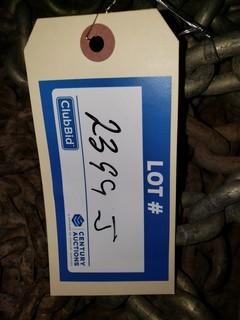 LOT #
2399 J
ClubBid
CENTURY
AUCTIONS